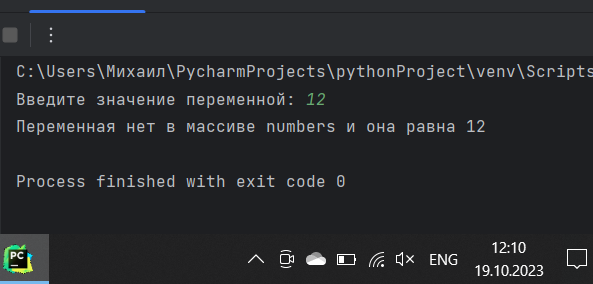 C:\Users\Михаил\PycharmProjects\pythonProject\venv\Scripts
Введите значение переменной: 12
Переменная нет в массиве numbers и она равна 12
Process finished with exit code 0
PC
ENG
12:10
19.10.2023